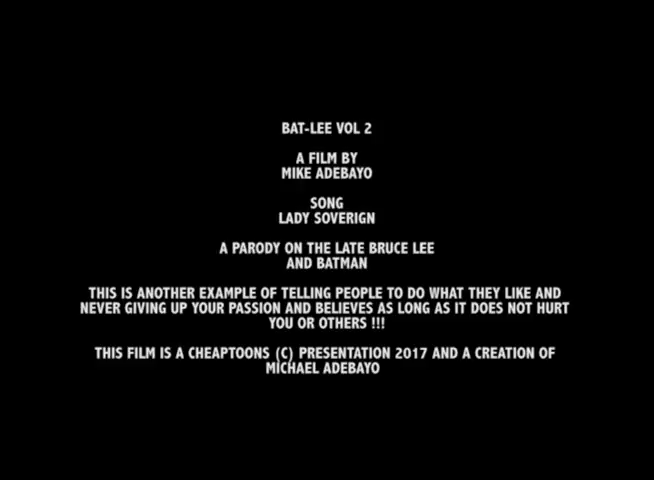 BAT-LEE VOL 2
A FILM BY
MIKE ADEBAYO
SONG
LADY SOVERIGN
A PARODY ON THE LATE BRUCE LEE
AND BATMAN
THIS IS ANOTHER EXAMPLE OF TELLING PEOPLE TO DO WHAT THEY LIKE AND
NEVER GIVING UP YOUR PASSION AND BELIEVES AS LONG AS IT DOES NOT HURT
YOU OR OTHERS !!!
THIS FILM IS A CHEAPTOONS (C) PRESENTATION 2017 AND A CREATION OF
MICHAEL ADEBAYO